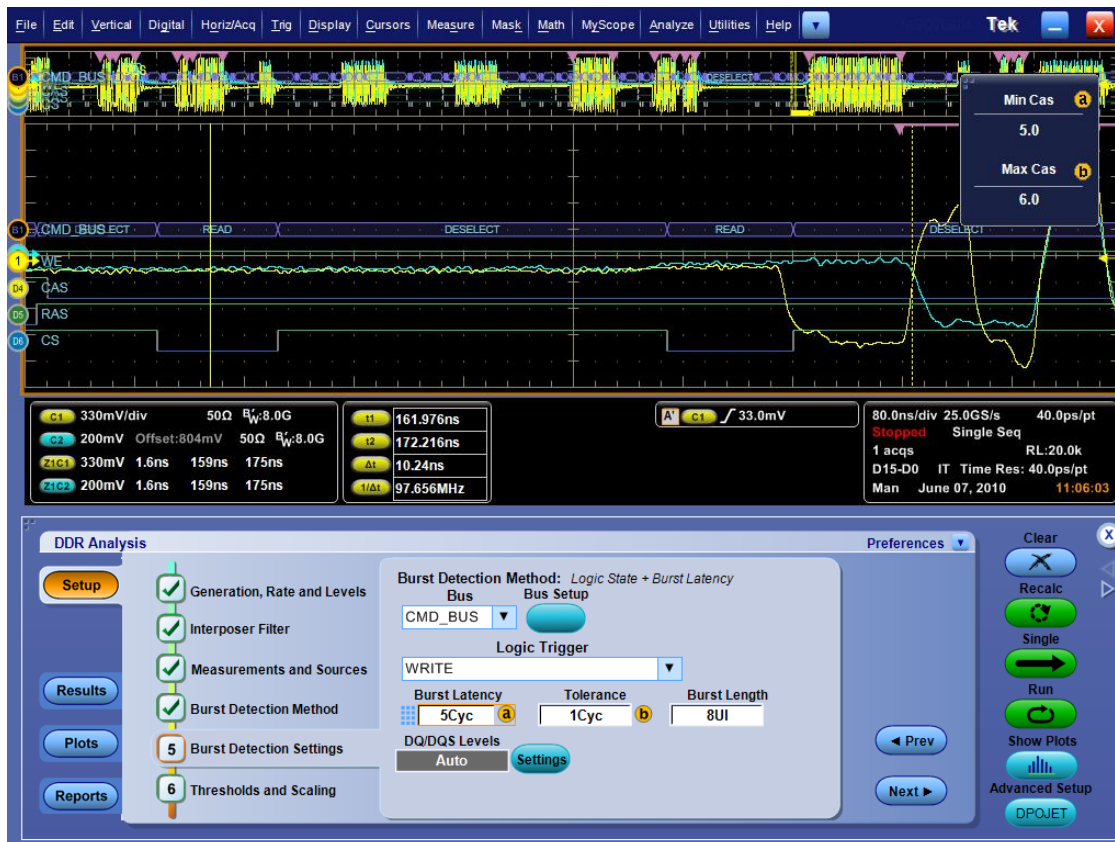 File Edit Vertical Digital Horiz/Acq Trig Display Cursors Measure Mask Math MyScope Analyze Utilities Help Tek X
B1 CMD_BUS DESELECT
Min Cas a
5.0
Max Cas b
6.0
B1 CMD_BUS READ DESELECT READ DESELECT
1 WE
D4 CAS
D5 RAS
D6 CS
C1 330mV/div 50Ω BW:8.0G
C2 200mV Offset:804mV 50Ω BW:8.0G
Z1C1 330mV 1.6ns 159ns 175ns
Z1C2 200mV 1.6ns 159ns 175ns
t1 161.976ns
t2 172.216ns
Δt 10.24ns
1/Δt 97.656MHz
A' C1 33.0mV
80.0ns/div 25.0GS/s 40.0ps/pt
Stopped Single Seq
1 acqs RL:20.0k
D15-D0 IT Time Res: 40.0ps/pt
Man June 07, 2010 11:06:03
DDR Analysis
Preferences
X
Setup
Results
Plots
Reports
Generation, Rate and Levels
Interposer Filter
Measurements and Sources
Burst Detection Method
5 Burst Detection Settings
6 Thresholds and Scaling
Burst Detection Method: Logic State + Burst Latency
Bus Bus Setup
CMD_BUS
Logic Trigger
WRITE
Burst Latency Tolerance Burst Length
5Cyc a 1Cyc b 8UI
DQ/DQS Levels
Auto Settings
◄ Prev
Next ►
Clear
Recalc
Single
Run
Show Plots
Advanced Setup
DPOJET